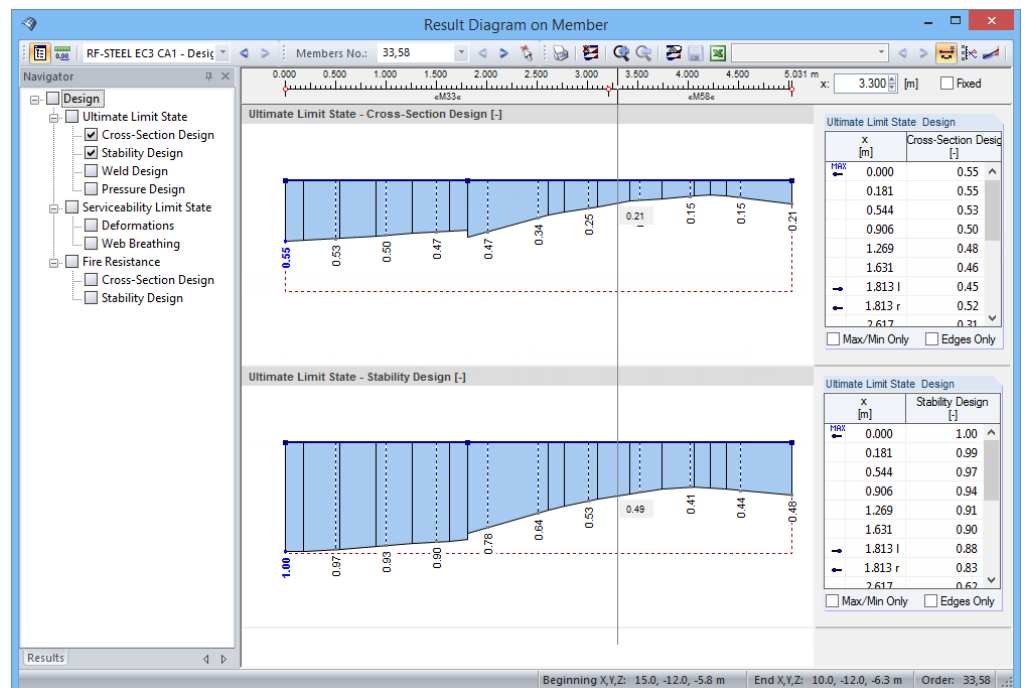 Result Diagram on Member
RF-STEEL EC3 CA1 - Desig Members No.: 33,58
Navigator
Design
Ultimate Limit State
Cross-Section Design
Stability Design
Weld Design
Pressure Design
Serviceability Limit State
Deformations
Web Breathing
Fire Resistance
Cross-Section Design
Stability Design
Results
0.000 0.500 1.000 1.500 2.000 2.500 3.000 3.500 4.000 4.500 5.031 m
«M33« «M58«
x: 3.300 [m] Fixed
Ultimate Limit State - Cross-Section Design [-]
0.55 0.53 0.50 0.47 0.47 0.34 0.25 0.21 0.15 0.15 0.21
Ultimate Limit State Design
x Cross-Section Desig
[m] [-]
MAX 0.000 0.55
0.181 0.55
0.544 0.53
0.906 0.50
1.269 0.48
1.631 0.46
1.813 l 0.45
1.813 r 0.52
2.617 0.31
Max/Min Only Edges Only
Ultimate Limit State - Stability Design [-]
1.00 0.97 0.93 0.90 0.78 0.64 0.53 0.49 0.41 0.44 0.48
Ultimate Limit State Design
x Stability Design
[m] [-]
MAX 0.000 1.00
0.181 0.99
0.544 0.97
0.906 0.94
1.269 0.91
1.631 0.90
1.813 l 0.88
1.813 r 0.83
2.617 0.62
Max/Min Only Edges Only
Beginning X,Y,Z: 15.0, -12.0, -5.8 m End X,Y,Z: 10.0, -12.0, -6.3 m Order: 33,58